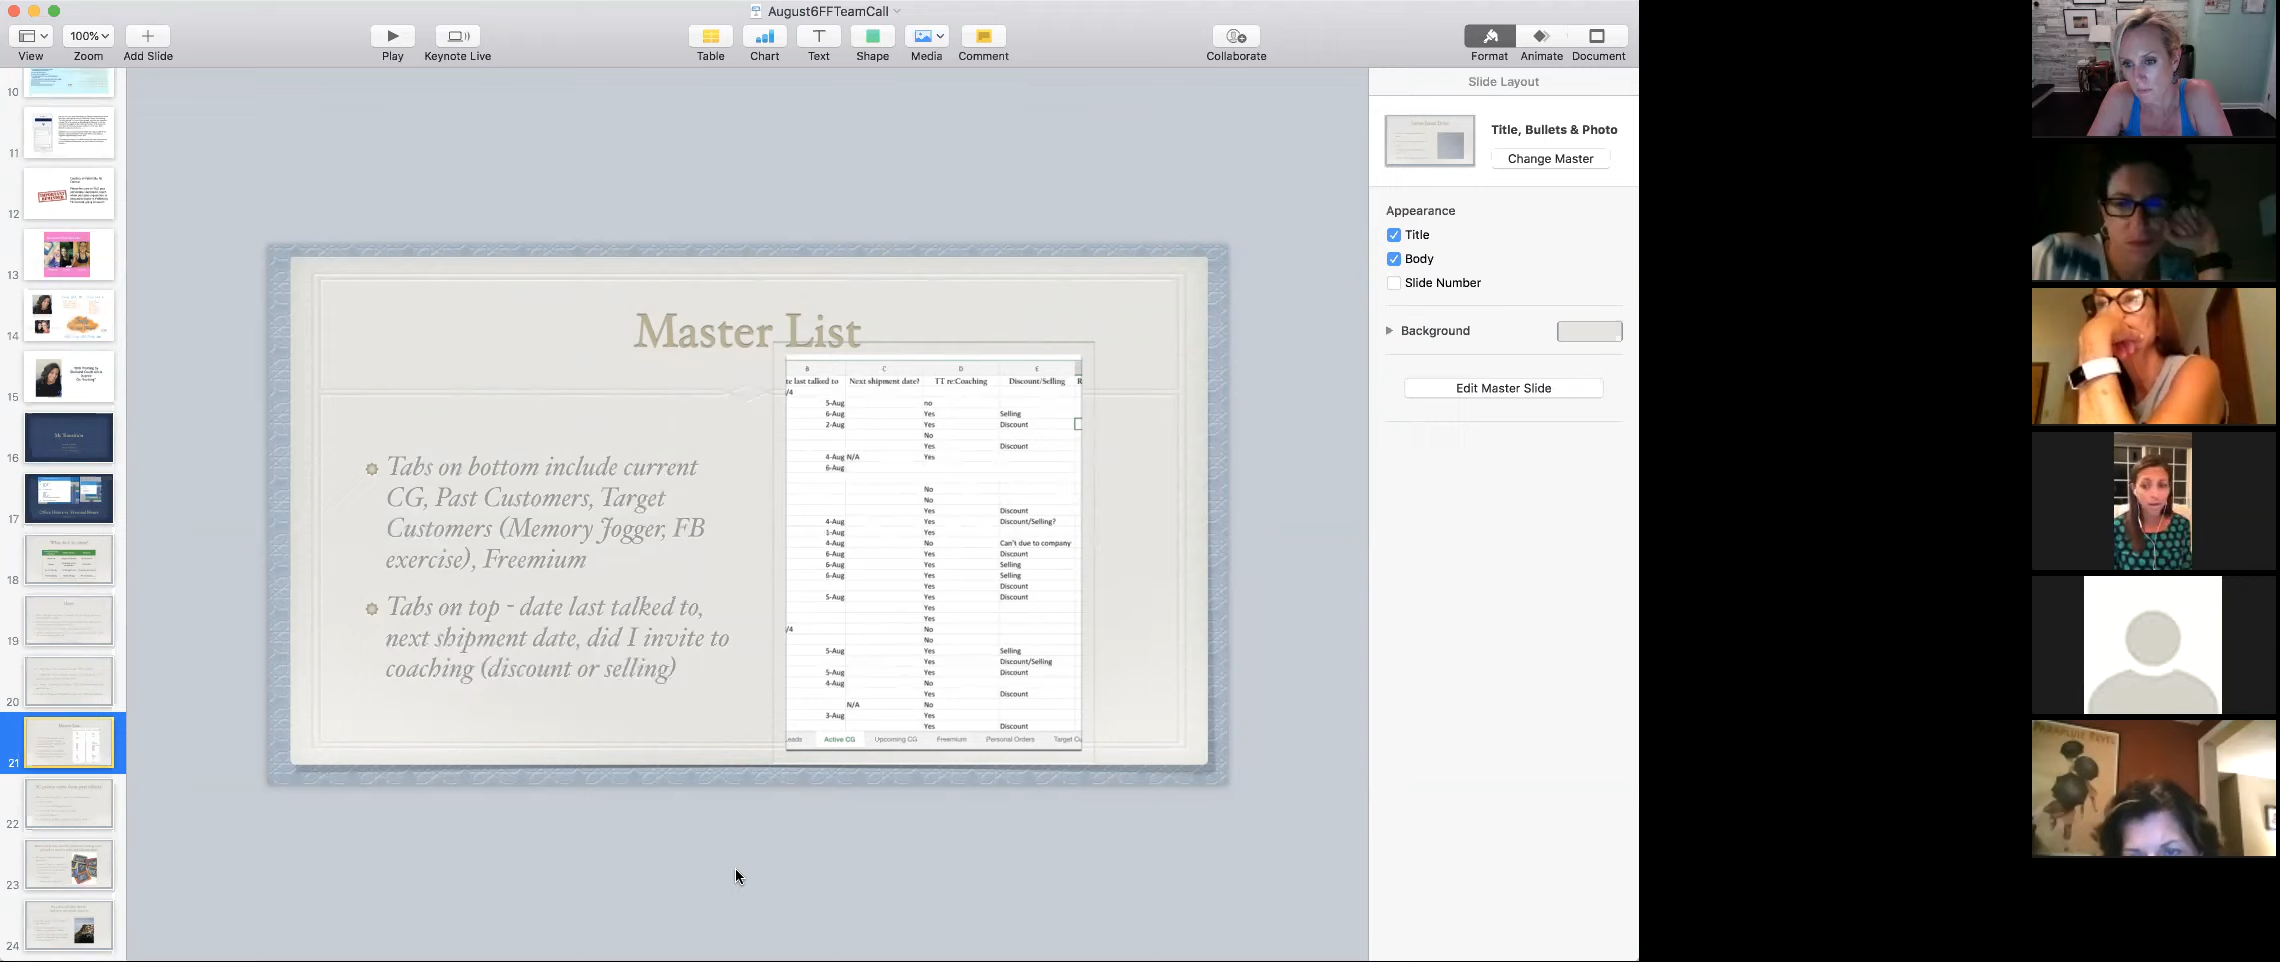 August6FFTeamCall
100%
View
Zoom
Add Slide
Play
Keynote Live
Table
Chart
Text
Shape
Media
Comment
Collaborate
Format
Animate
Document
10
11
12
13
14
15
16
17
18
19
20
21
22
23
24
Master List
Tabs on bottom include current
CG, Past Customers, Target
Customers (Memory Jogger, FB
exercise), Freemium
Tabs on top - date last talked to,
next shipment date, did I invite to
coaching (discount or selling)
B C D E
te last talked to Next shipment date? TT re:Coaching Discount/Selling R
/4
5-Aug no
6-Aug Yes Selling
2-Aug Yes Discount
No
Yes Discount
4-Aug N/A Yes
6-Aug
No
No
Yes Discount
4-Aug Yes Discount/Selling?
1-Aug Yes
4-Aug No Can't due to company
6-Aug Yes Discount
6-Aug Yes Selling
6-Aug Yes Selling
Yes Discount
5-Aug Yes Discount
Yes
Yes
/4 No
No
5-Aug Yes Selling
Yes Discount/Selling
5-Aug Yes Discount
4-Aug No
Yes Discount
N/A No
3-Aug Yes
Yes Discount
eads Active CG Upcoming CG Freemium Personal Orders Target Cu
Slide Layout
Title, Bullets & Photo
Change Master
Appearance
Title
Body
Slide Number
Background
Edit Master Slide